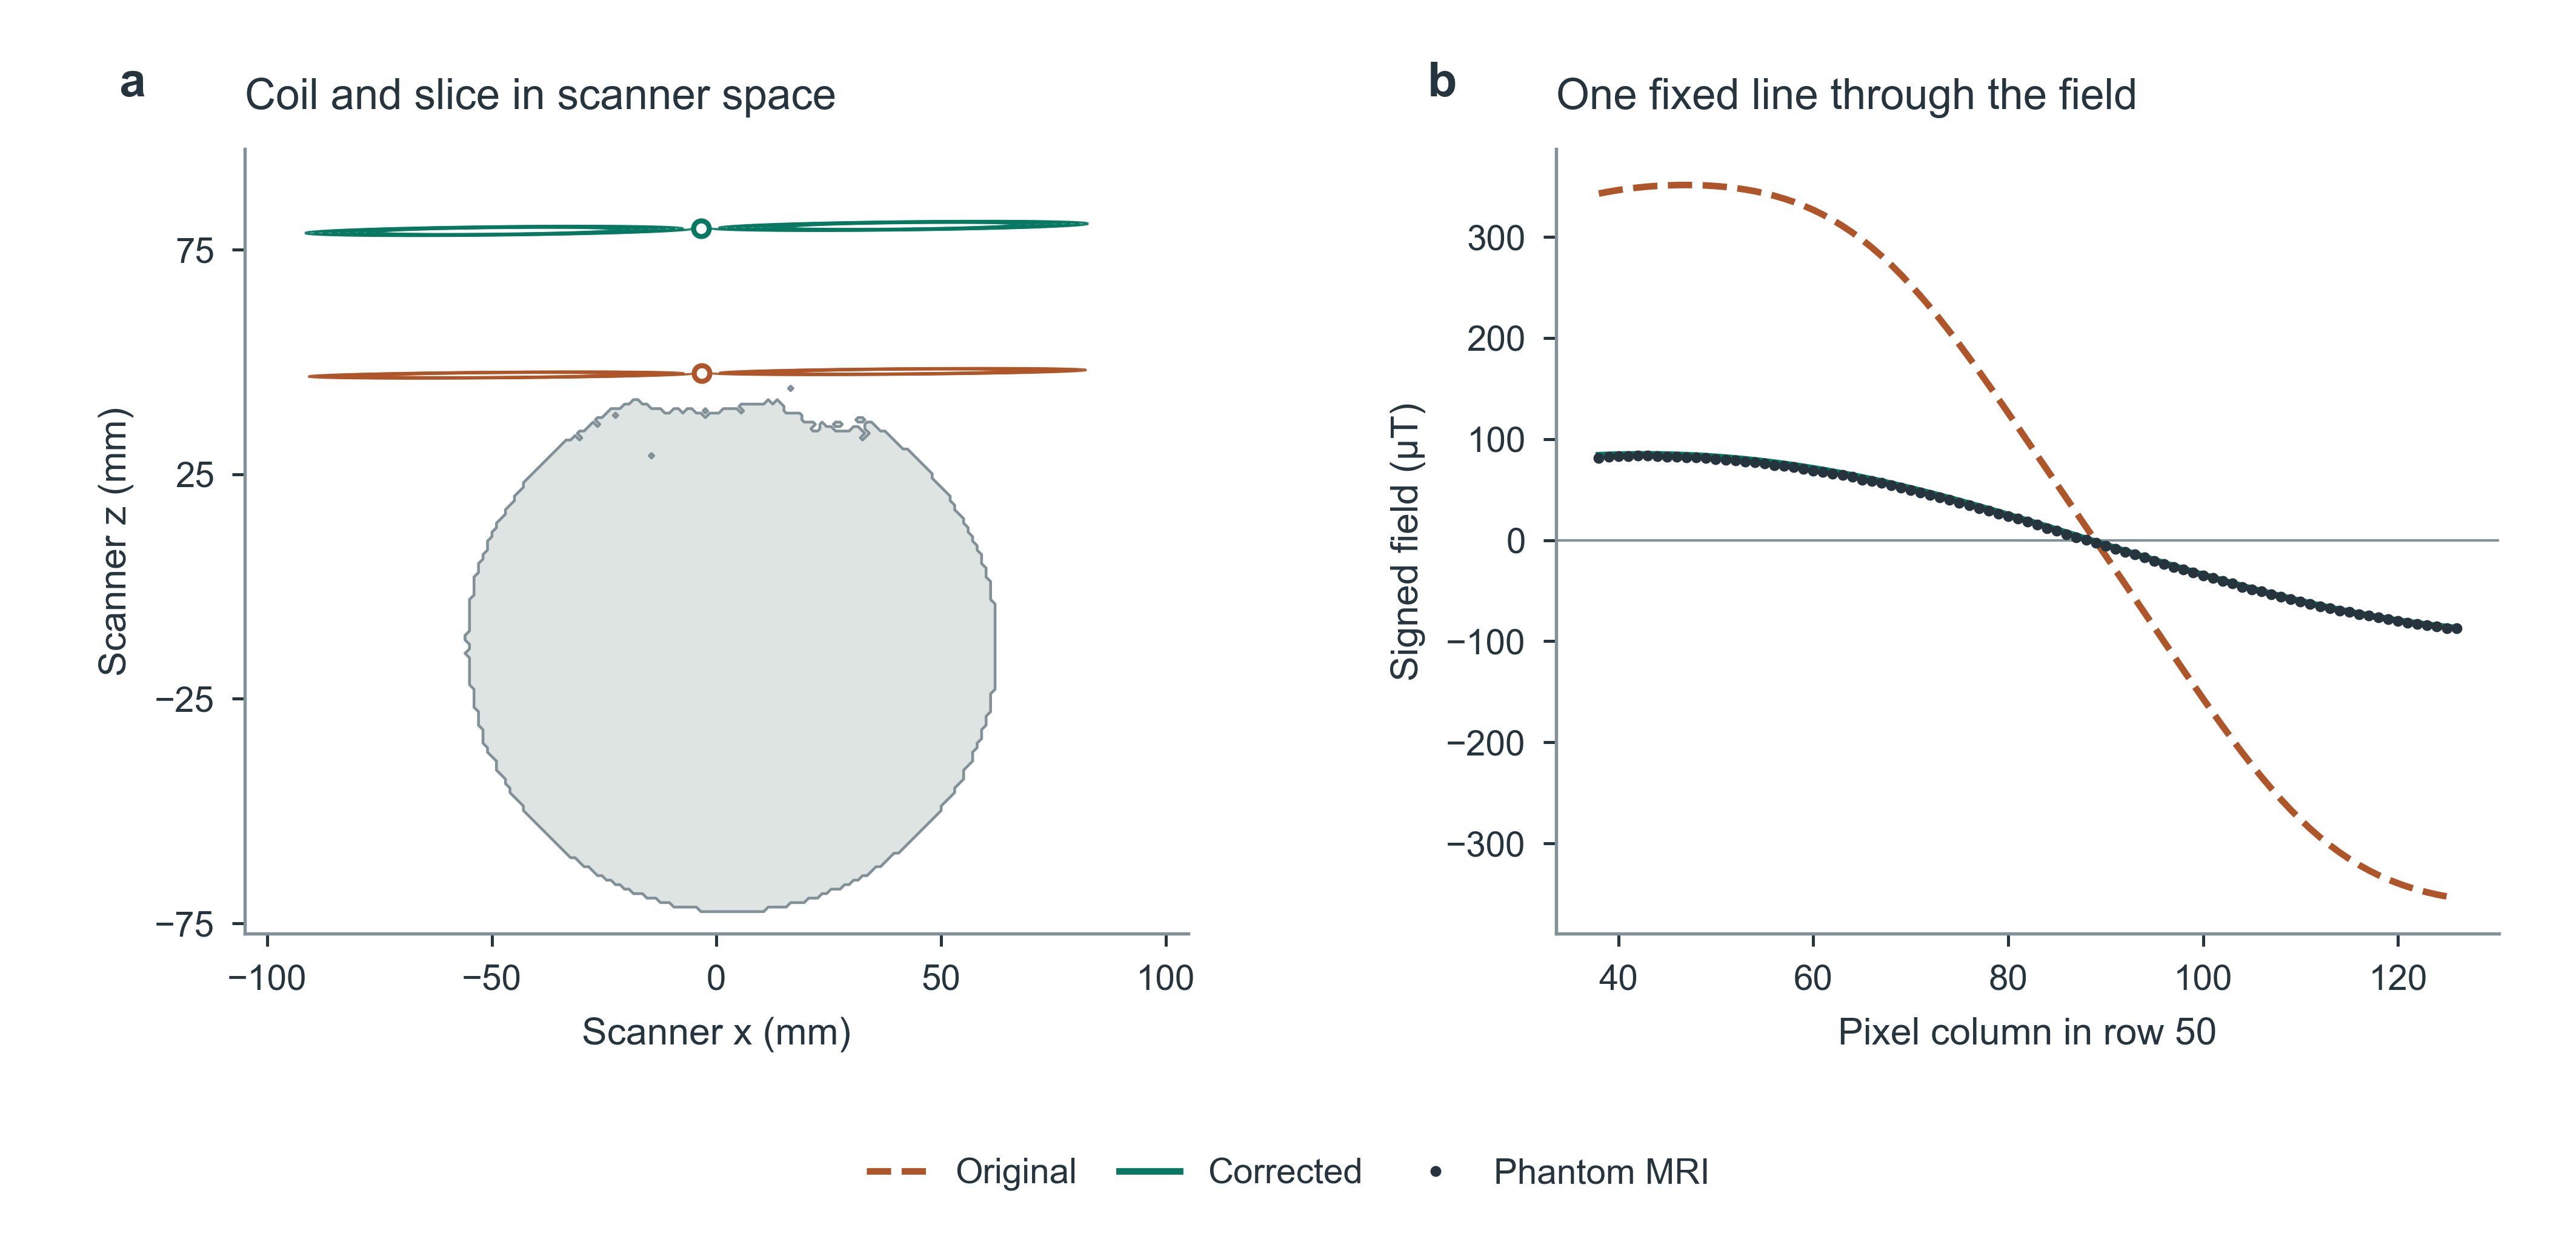 a
Coil and slice in scanner space
75
25
−25
−75
Scanner z (mm)
−100
−50
0
50
100
Scanner x (mm)
b
One fixed line through the field
300
200
100
0
−100
−200
−300
Signed field (µT)
40
60
80
100
120
Pixel column in row 50
Original
Corrected
Phantom MRI